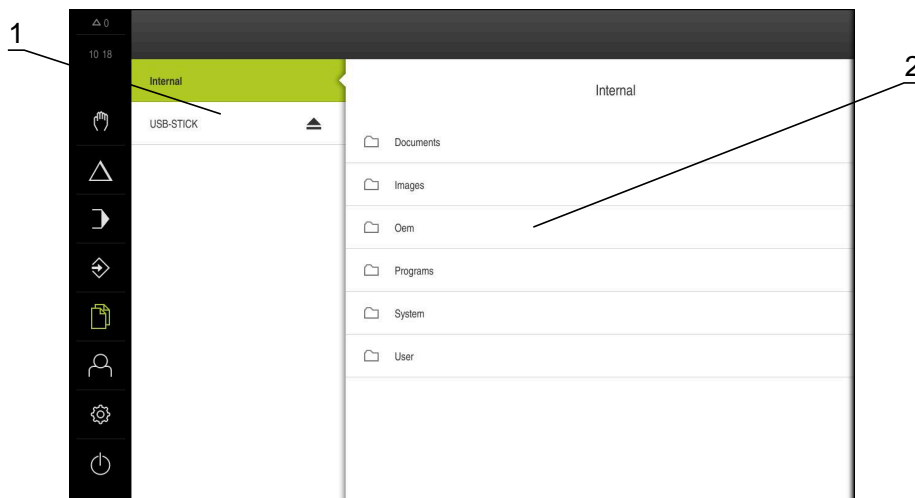 1
0
10 18
Internal
USB-STICK
2
Internal
Documents
Images
Oem
Programs
System
User